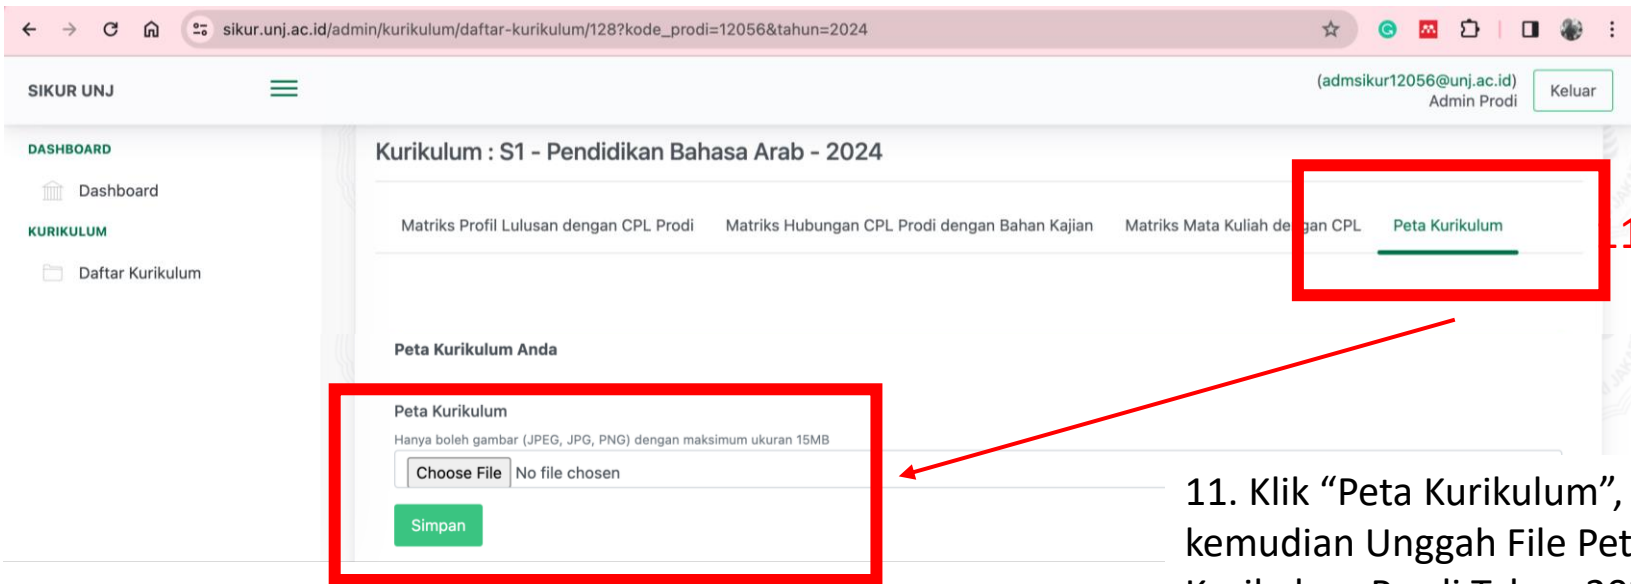 sikur.unj.ac.id/admin/kurikulum/daftar-kurikulum/128?kode_prodi=12056&tahun=2024
SIKUR UNJ
(admsikur12056@unj.ac.id)
Admin Prodi
Keluar
DASHBOARD
Dashboard
KURIKULUM
Daftar Kurikulum
Kurikulum : S1 - Pendidikan Bahasa Arab - 2024
Matriks Profil Lulusan dengan CPL Prodi Matriks Hubungan CPL Prodi dengan Bahan Kajian Matriks Mata Kuliah dengan CPL Peta Kurikulum
11
Peta Kurikulum Anda
Peta Kurikulum
Hanya boleh gambar (JPEG, JPG, PNG) dengan maksimum ukuran 15MB
Choose File No file chosen
Simpan
11. Klik “Peta Kurikulum”,
kemudian Unggah File Pet